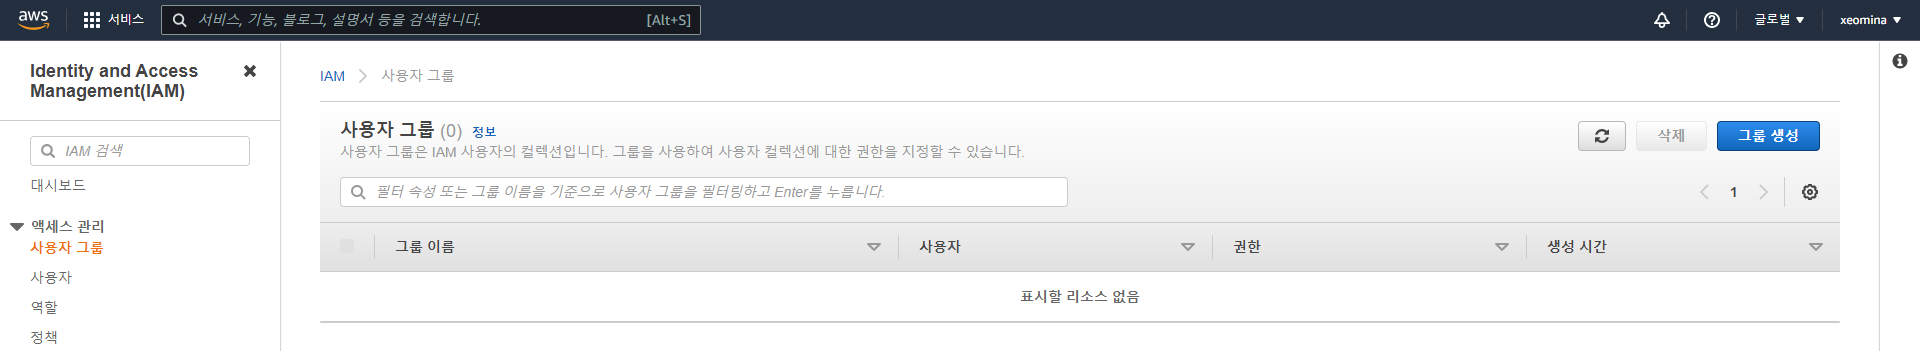 aws 서비스 서비스, 기능, 블로그, 설명서 등을 검색합니다. [Alt+S] 글로벌 xeomina
Identity and Access
Management(IAM)
IAM 검색
대시보드
액세스 관리
사용자 그룹
사용자
역할
정책
IAM 사용자 그룹
사용자 그룹 (0) 정보
사용자 그룹은 IAM 사용자의 컬렉션입니다. 그룹을 사용하여 사용자 컬렉션에 대한 권한을 지정할 수 있습니다.
삭제 그룹 생성
필터 속성 또는 그룹 이름을 기준으로 사용자 그룹을 필터링하고 Enter를 누릅니다.
1
그룹 이름 사용자 권한 생성 시간
표시할 리소스 없음